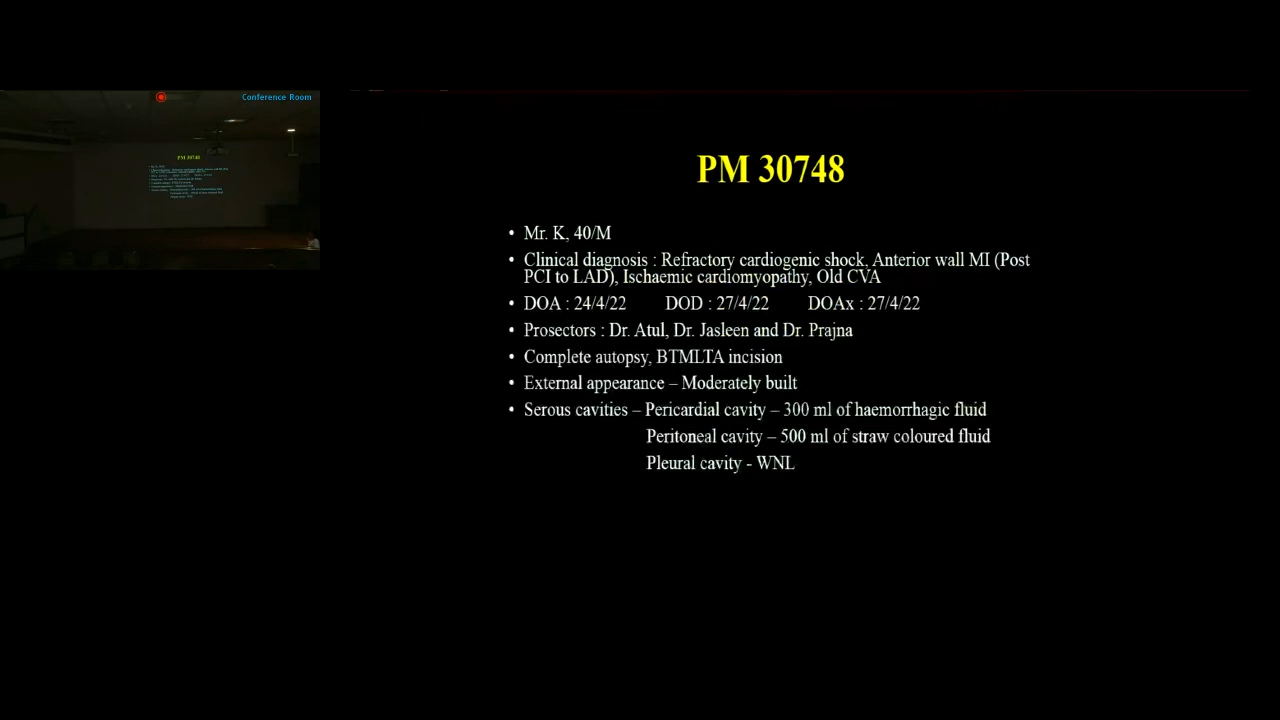 Conference Room
PM 30748
• Mr. K, 40/M
• Clinical diagnosis : Refractory cardiogenic shock, Anterior wall MI (Post
PCI to LAD), Ischaemic cardiomyopathy, Old CVA
• DOA : 24/4/22 DOD : 27/4/22 DOAx : 27/4/22
• Prosectors : Dr. Atul, Dr. Jasleen and Dr. Prajna
• Complete autopsy, BTMLTA incision
• External appearance – Moderately built
• Serous cavities – Pericardial cavity – 300 ml of haemorrhagic fluid
Peritoneal cavity – 500 ml of straw coloured fluid
Pleural cavity - WNL
PM 30748